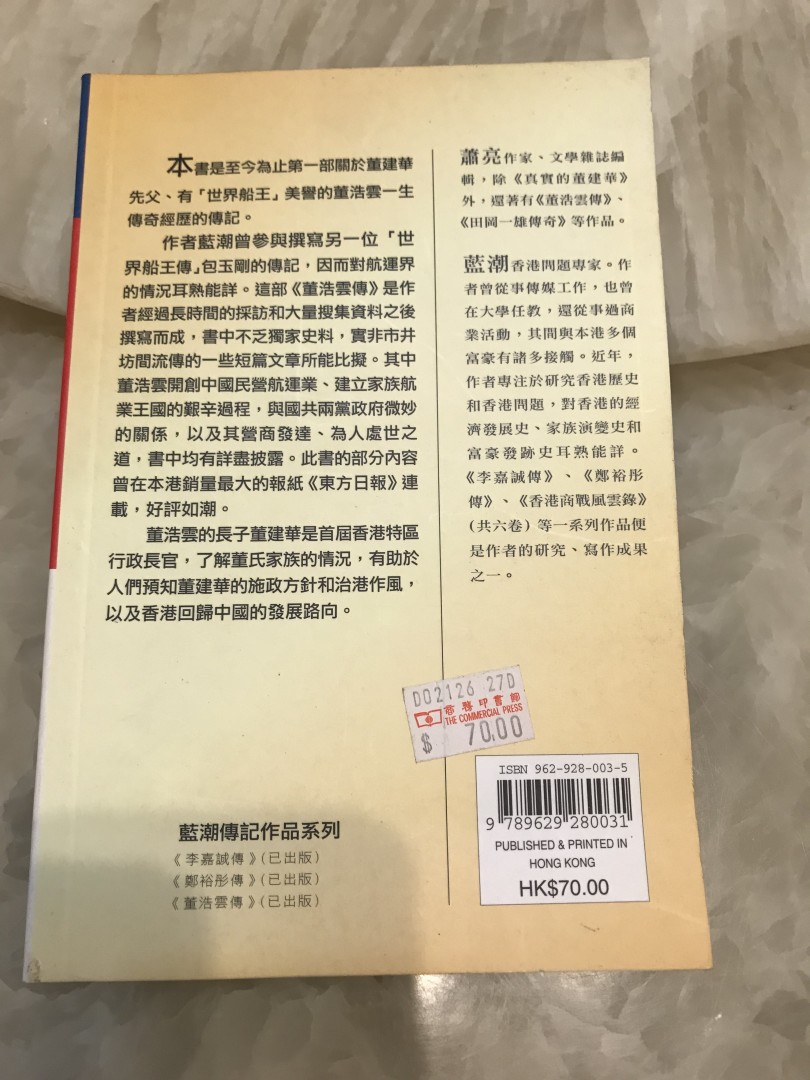 本書是至今為止第一部關於董建華
先父、有「世界船王」美譽的董浩雲一生
傳奇經歷的傳記。
作者藍潮曾參與撰寫另一位「世
界船王傳」包玉剛的傳記，因而對航運界
的情況耳熟能詳。這部《董浩雲傳》是作
者經過長時間的採訪和大量搜集資料之後
撰寫而成，書中不乏獨家史料，實非市井
坊間流傳的一些短篇文章所能比擬。其中
董浩雲開創中國民營航運業、建立家族航
業王國的艱辛過程，與國共兩黨政府微妙
的關係，以及其營商發達、為人處世之
道，書中均有詳盡披露。此書的部分內容
曾在本港銷量最大的報紙《東方日報》連
載，好評如潮。
董浩雲的長子董建華是首屆香港特區
行政長官，了解董氏家族的情況，有助於
人們預知董建華的施政方針和治港作風，
以及香港回歸中國的發展路向。
蕭亮作家、文學雜誌編
輯，除《真實的董建華》
外，還著有《董浩雲傳》、
《田岡一雄傳奇》等作品。
藍潮香港問題專家。作
者曾從事傳媒工作，也曾
在大學任教，還從事過商
業活動，其間與本港多個
富豪有諸多接觸。近年，
作者專注於研究香港歷史
和香港問題，對香港的經
濟發展史、家族演變史和
富豪發跡史耳熟能詳。
《李嘉誠傳》、《鄭裕彤
傳》、《香港商戰風雲錄》
(共六卷) 等一系列作品便
是作者的研究、寫作成果
之一。
D02126 27D
商務印書館
THE COMMERCIAL PRESS
$ 70.00
ISBN 962-928-003-5
9 789629 280031
PUBLISHED & PRINTED IN
HONG KONG
HK$70.00
藍潮傳記作品系列
《李嘉誠傳》(已出版)
《鄭裕彤傳》(已出版)
《董浩雲傳》(已出版)